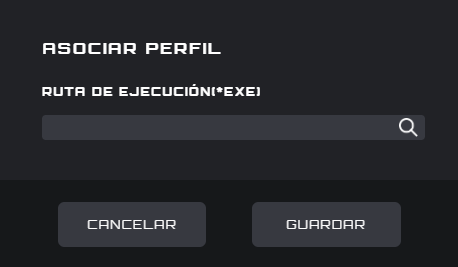 ASOCIAR PERFIL
RUTA DE EJECUCIÓN(*EXE)
CANCELAR
GUARDAR